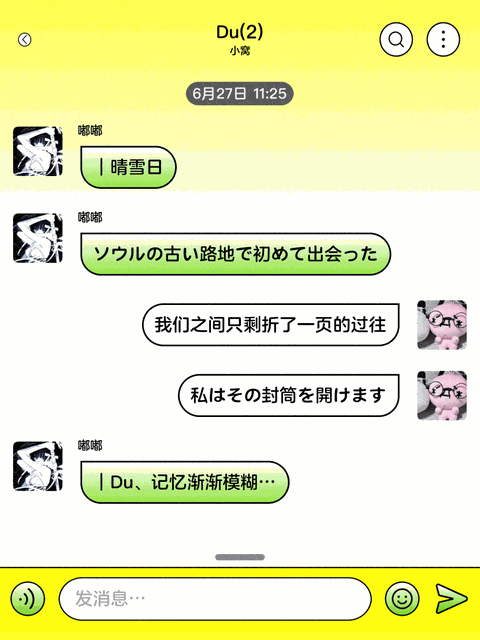 Du(2)
小窝
6月27日 11:25
嘟嘟
｜晴雪日
嘟嘟
ソウルの古い路地で初めて出会った
我们之间只剩折了一页的过往
私はその封筒を開けます
嘟嘟
｜Du、记忆渐渐模糊…
发消息…